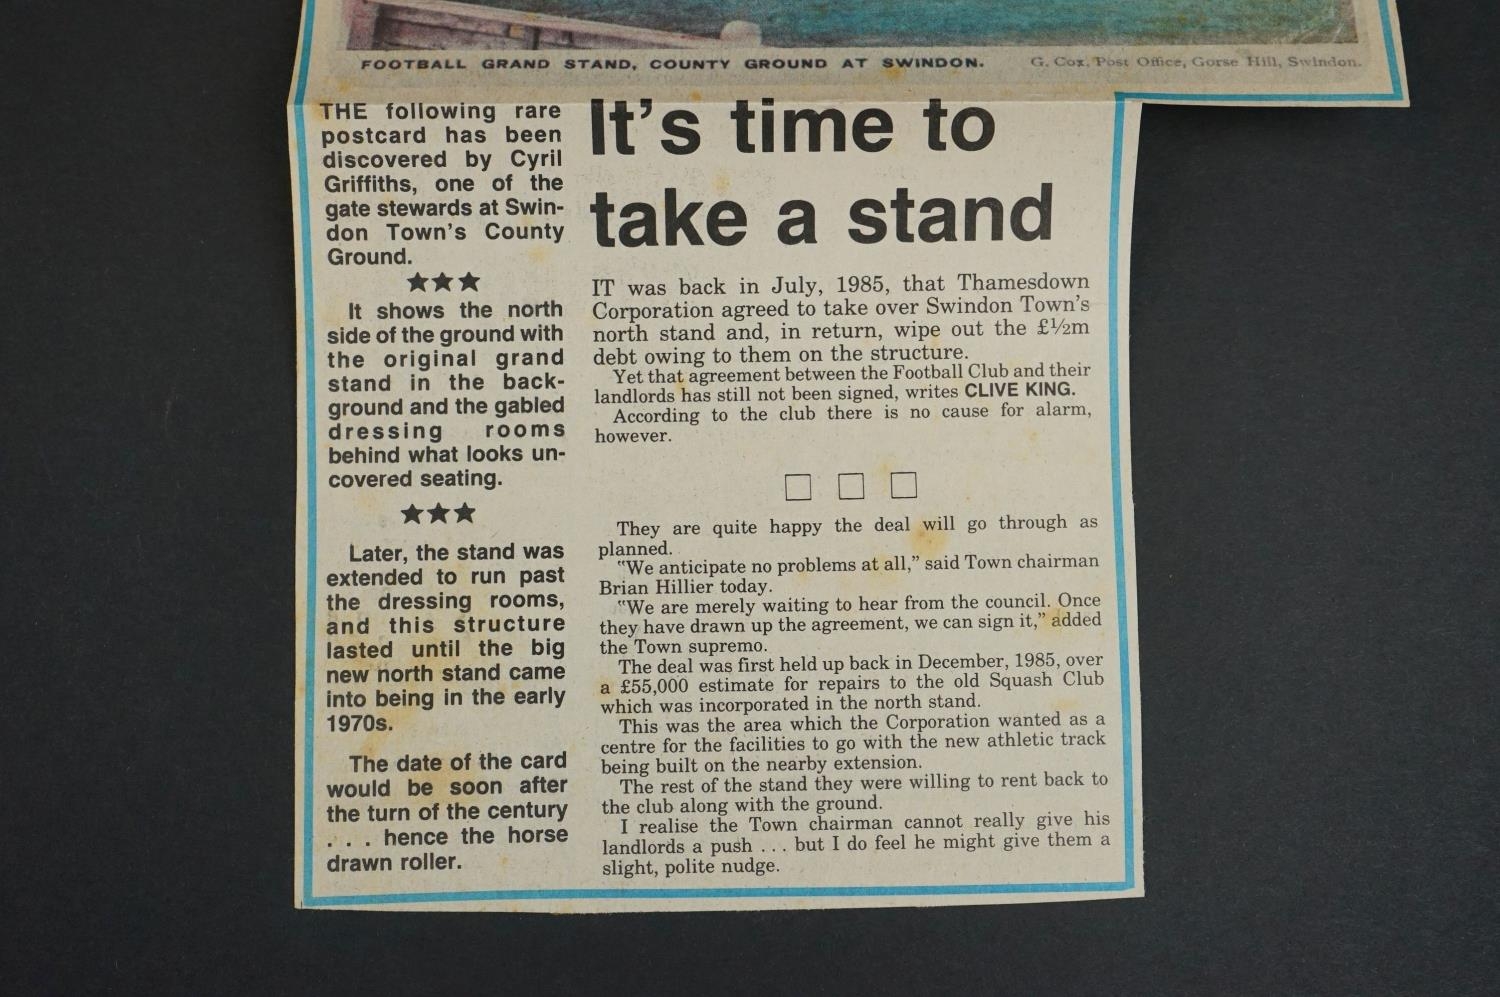 FOOTBALL GRAND STAND, COUNTY GROUND AT SWINDON.
G. Cox, Post Office, Gorse Hill, Swindon.
THE following rare
postcard has been
discovered by Cyril
Griffiths, one of the
gate stewards at Swin-
don Town's County
Ground.
★★★
It shows the north
side of the ground with
the original grand
stand in the back-
ground and the gabled
dressing rooms
behind what looks un-
covered seating.
★★★
Later, the stand was
extended to run past
the dressing rooms,
and this structure
lasted until the big
new north stand came
into being in the early
1970s.
The date of the card
would be soon after
the turn of the century
. . . hence the horse
drawn roller.
It's time to
take a stand
IT was back in July, 1985, that Thamesdown
Corporation agreed to take over Swindon Town's
north stand and, in return, wipe out the £½m
debt owing to them on the structure.
Yet that agreement between the Football Club and their
landlords has still not been signed, writes CLIVE KING.
According to the club there is no cause for alarm,
however.
□ □ □
They are quite happy the deal will go through as
planned.
"We anticipate no problems at all," said Town chairman
Brian Hillier today.
"We are merely waiting to hear from the council. Once
they have drawn up the agreement, we can sign it," added
the Town supremo.
The deal was first held up back in December, 1985, over
a £55,000 estimate for repairs to the old Squash Club
which was incorporated in the north stand.
This was the area which the Corporation wanted as a
centre for the facilities to go with the new athletic track
being built on the nearby extension.
The rest of the stand they were willing to rent back to
the club along with the ground.
I realise the Town chairman cannot really give his
landlords a push . . . but I do feel he might give them a
slight, polite nudge.